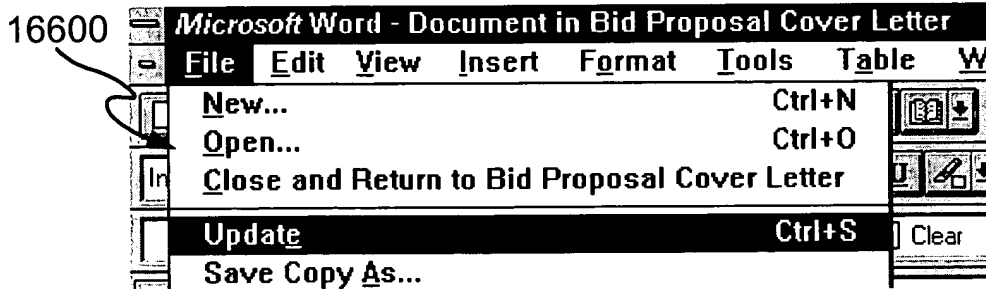 16600
Microsoft Word - Document in Bid Proposal Cover Letter
File Edit View Insert Format Tools Table W
New... Ctrl+N
Open... Ctrl+O
In
Close and Return to Bid Proposal Cover Letter
U
Update Ctrl+S
Clear
Save Copy As...